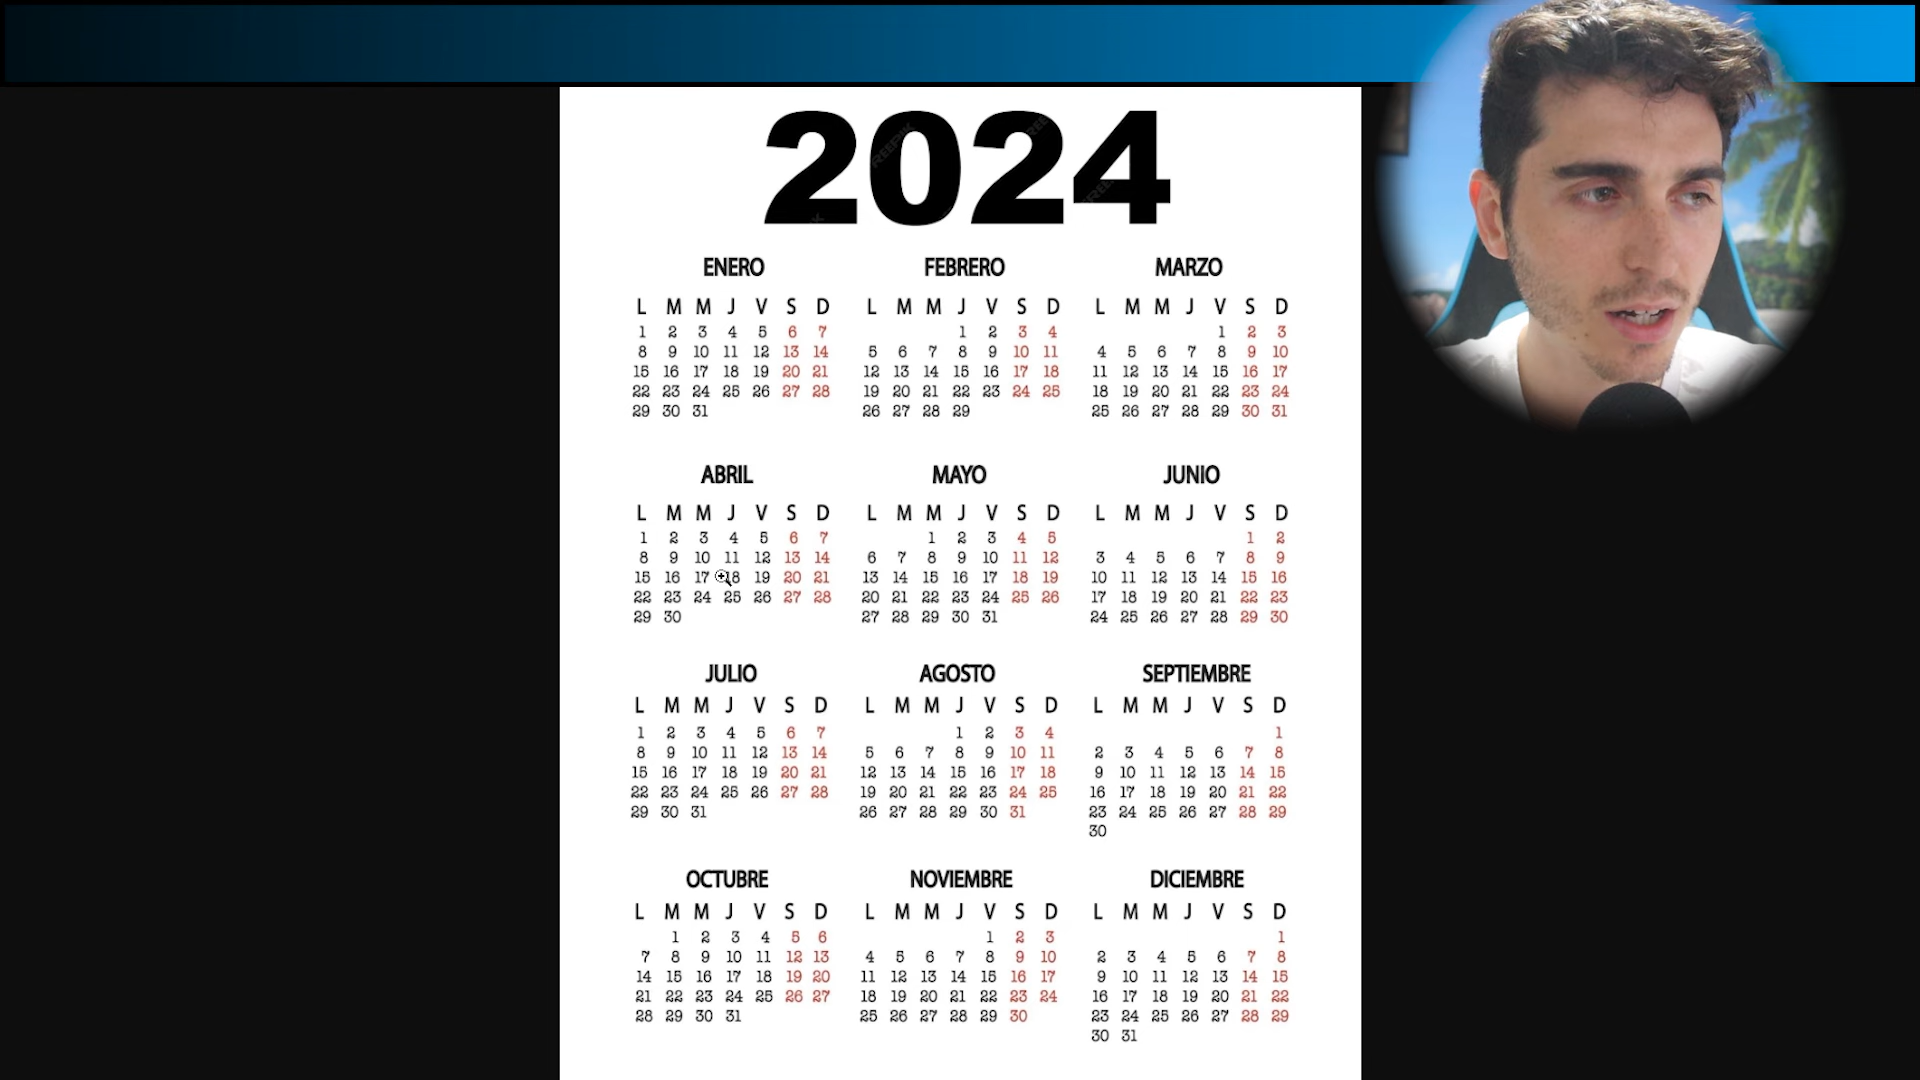 2024
ENERO FEBRERO MARZO
L M M J V S D L M M J V S D L M M J V S D
1 2 3 4 5 6 7 1 2 3 4 1 2 3
8 9 10 11 12 13 14 5 6 7 8 9 10 11 4 5 6 7 8 9 10
15 16 17 18 19 20 21 12 13 14 15 16 17 18 11 12 13 14 15 16 17
22 23 24 25 26 27 28 19 20 21 22 23 24 25 18 19 20 21 22 23 24
29 30 31 26 27 28 29 25 26 27 28 29 30 31
ABRIL MAYO JUNIO
L M M J V S D L M M J V S D L M M J V S D
1 2 3 4 5 6 7 1 2 3 4 5 1 2
8 9 10 11 12 13 14 6 7 8 9 10 11 12 3 4 5 6 7 8 9
15 16 17 18 19 20 21 13 14 15 16 17 18 19 10 11 12 13 14 15 16
22 23 24 25 26 27 28 20 21 22 23 24 25 26 17 18 19 20 21 22 23
29 30 27 28 29 30 31 24 25 26 27 28 29 30
JULIO AGOSTO SEPTIEMBRE
L M M J V S D L M M J V S D L M M J V S D
1 2 3 4 5 6 7 1 2 3 4 1
8 9 10 11 12 13 14 5 6 7 8 9 10 11 2 3 4 5 6 7 8
15 16 17 18 19 20 21 12 13 14 15 16 17 18 9 10 11 12 13 14 15
22 23 24 25 26 27 28 19 20 21 22 23 24 25 16 17 18 19 20 21 22
29 30 31 26 27 28 29 30 31 23 24 25 26 27 28 29
30
OCTUBRE NOVIEMBRE DICIEMBRE
L M M J V S D L M M J V S D L M M J V S D
1 2 3 4 5 6 1 2 3 1
7 8 9 10 11 12 13 4 5 6 7 8 9 10 2 3 4 5 6 7 8
14 15 16 17 18 19 20 11 12 13 14 15 16 17 9 10 11 12 13 14 15
21 22 23 24 25 26 27 18 19 20 21 22 23 24 16 17 18 19 20 21 22
28 29 30 31 25 26 27 28 29 30 23 24 25 26 27 28 29
30 31